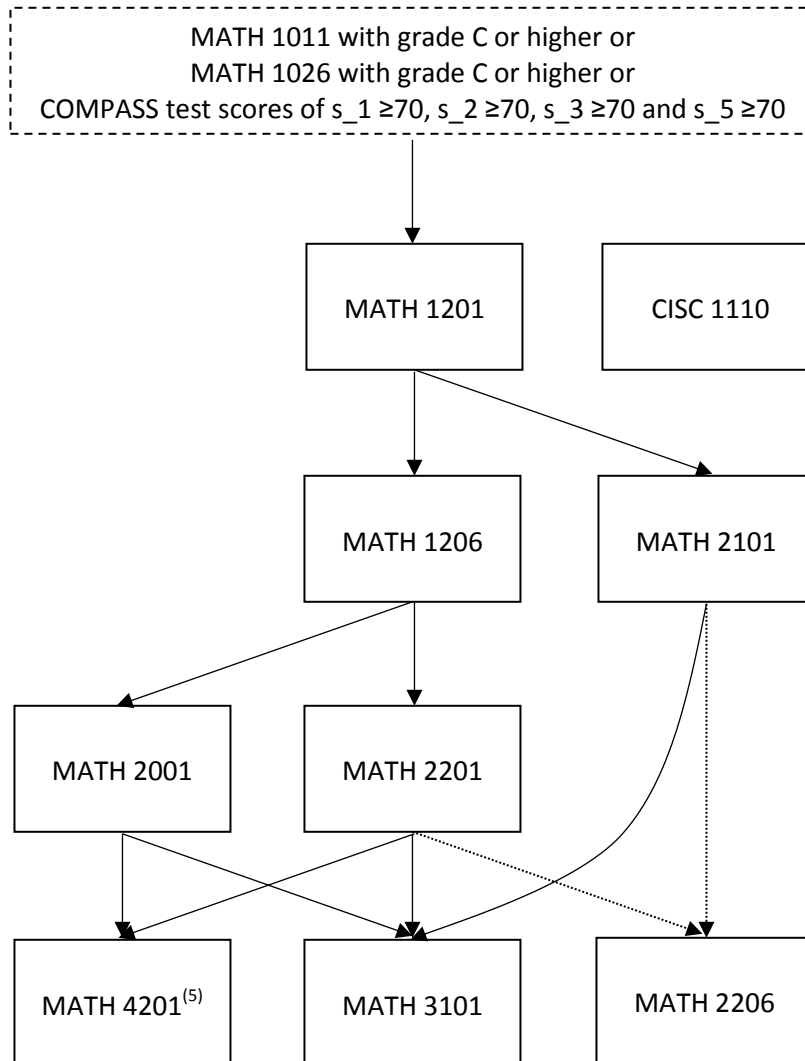 MATH 1011 with grade C or higher or
MATH 1026 with grade C or higher or
COMPASS test scores of s_1 ≥70, s_2 ≥70, s_3 ≥70 and s_5 ≥70
MATH 1201
CISC 1110
MATH 1206
MATH 2101
MATH 2001
MATH 2201
MATH 4201(5)
MATH 3101
MATH 2206